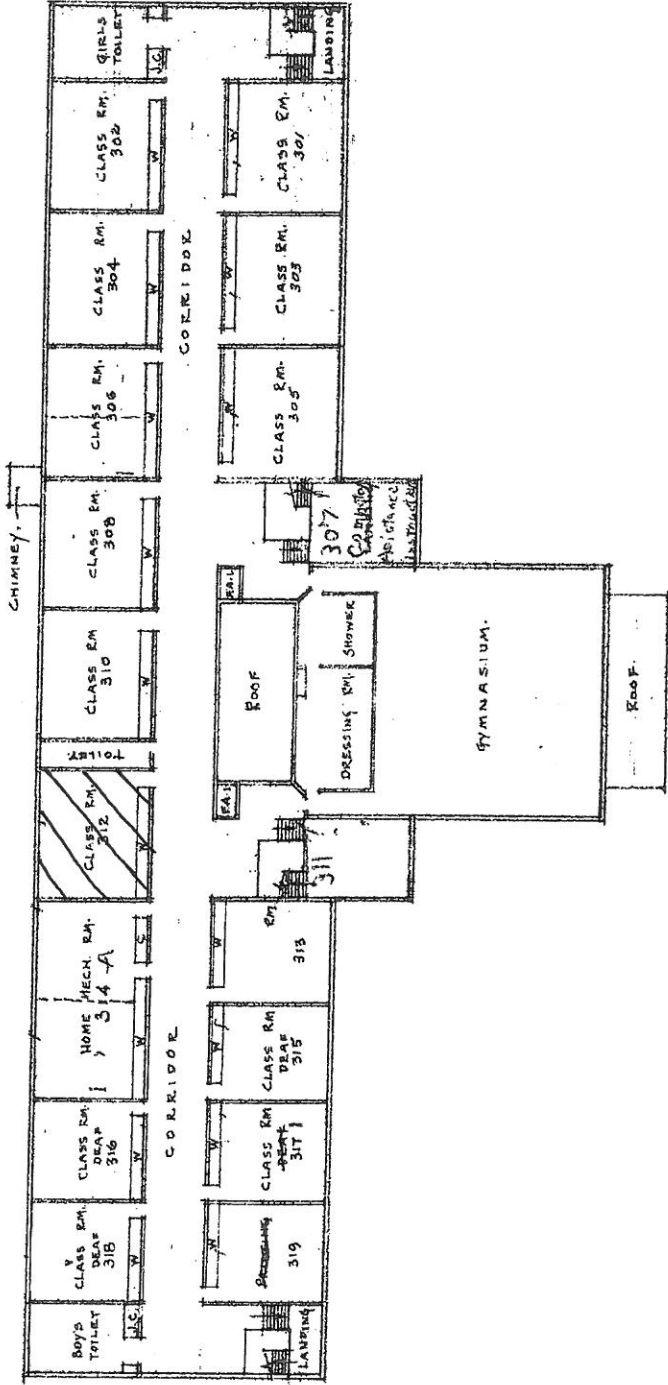 CHIMNEY.
BOY'S
TOILET
J.C.
CLASS RM.
DEAF
318
W
CLASS RM.
DEAF
316
W
HOME MECH. RM.
314-A
W
C
CLASS RM.
312
W
TOILET
CLASS RM
310
W
CLASS RM.
308
W
CLASS RM.
306
W
CLASS RM.
304
W
CLASS RM.
302
W
GIRLS
TOILET
J.C.
CORRIDOR
CORRIDOR
LANDING
W
319
W
CLASS RM
DEAF
317
W
CLASS RM
DEAF
315
W
RM.
313
311
F.A.I.
ROOF
F.A.I.
DRESSING RM.
SHOWER
GYMNASIUM.
ROOF.
307
W
CLASS RM.
305
W
CLASS RM.
303
W
CLASS RM.
301
LANDING